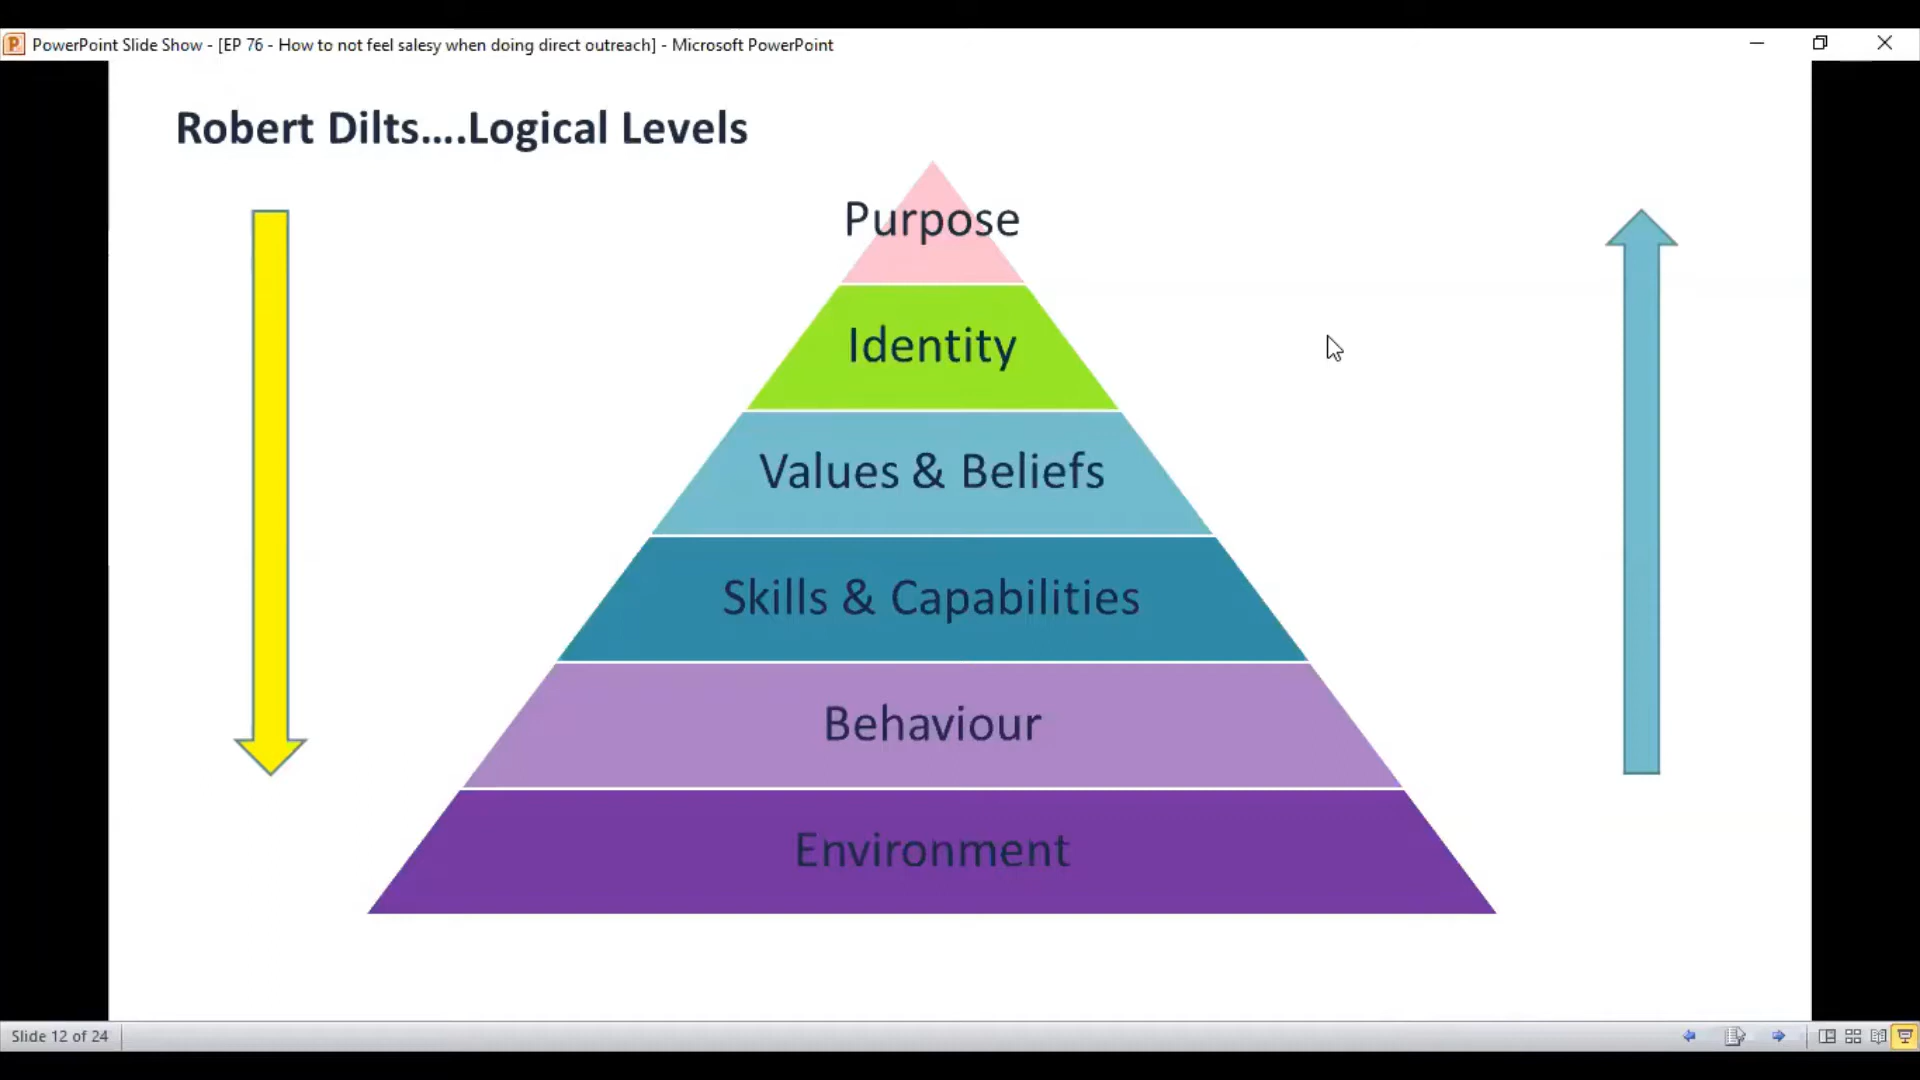 PowerPoint Slide Show - [EP 76 - How to not feel salesy when doing direct outreach] - Microsoft PowerPoint
Robert Dilts....Logical Levels
Purpose
Identity
Values & Beliefs
Skills & Capabilities
Behaviour
Environment
Slide 12 of 24